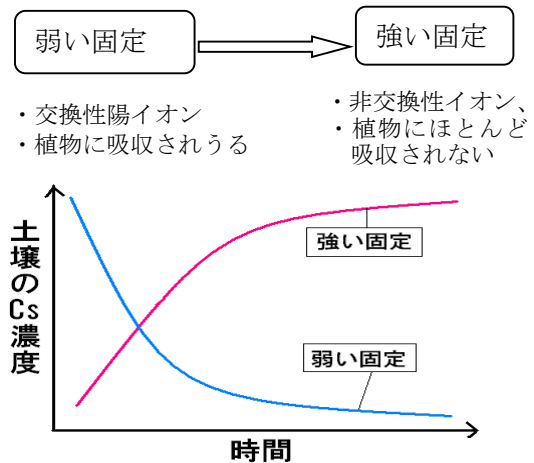 弱い固定
強い固定
・交換性陽イオン
・植物に吸収されうる
・非交換性イオン、
・植物にほとんど
吸収されない
土壌のCs濃度
強い固定
弱い固定
時間